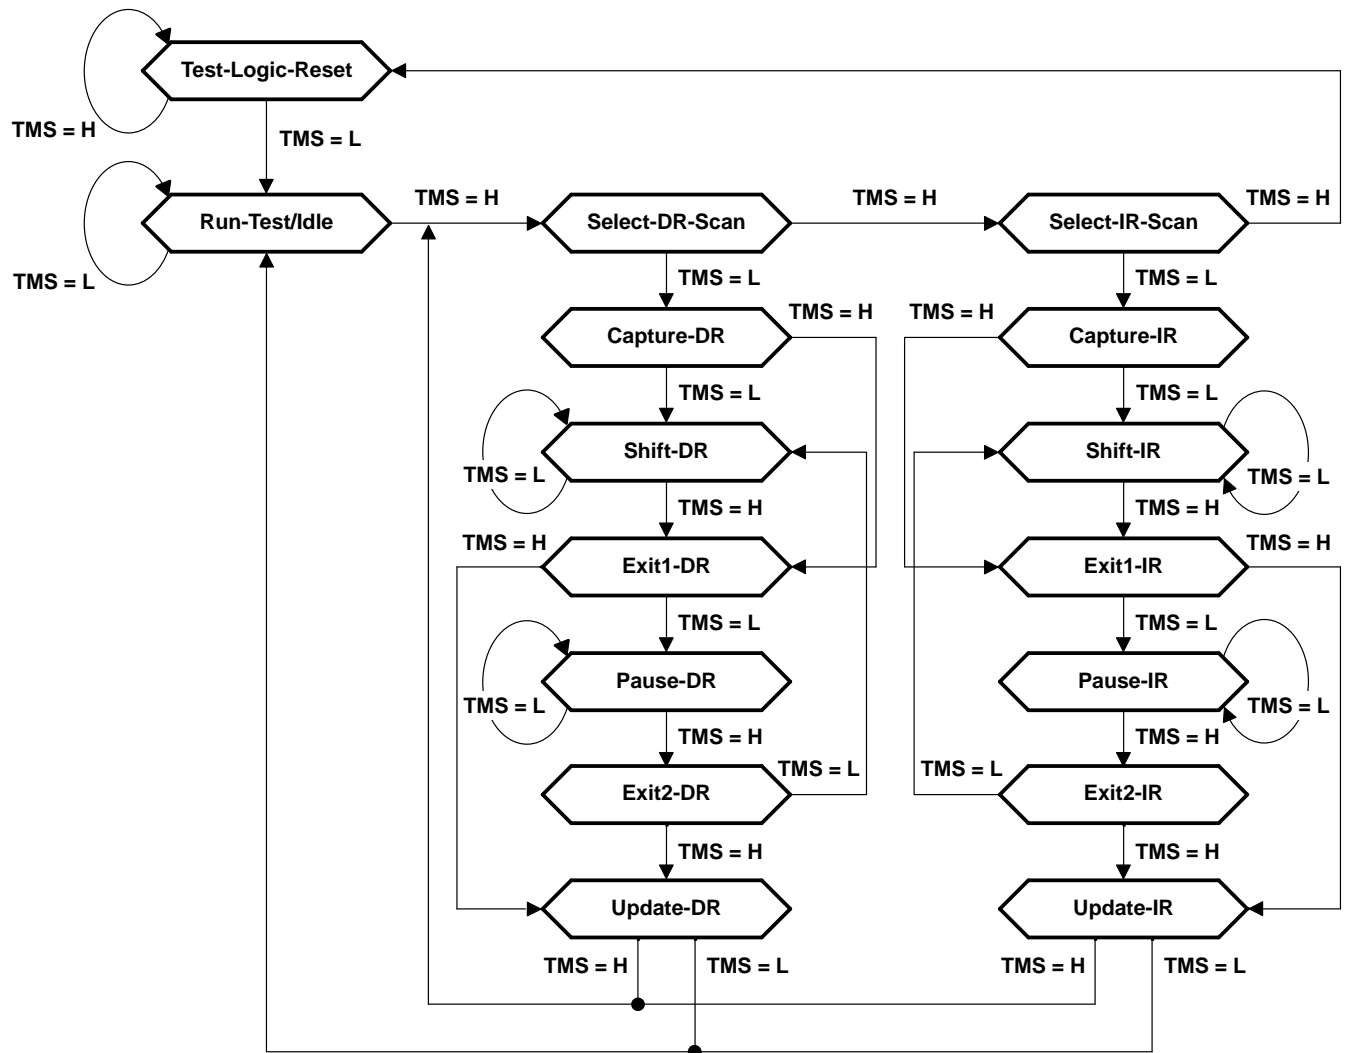 Test-Logic-Reset
TMS = H
TMS = L
TMS = H
TMS = H
TMS = H
Run-Test/Idle
Select-DR-Scan
Select-IR-Scan
TMS = L
TMS = L
TMS = L
TMS = H
TMS = H
Capture-DR
Capture-IR
TMS = L
TMS = L
Shift-DR
Shift-IR
TMS = L
TMS = L
TMS = H
TMS = H
TMS = H
TMS = H
Exit1-DR
Exit1-IR
TMS = L
TMS = L
Pause-DR
Pause-IR
TMS = L
TMS = L
TMS = H
TMS = H
TMS = L
TMS = L
Exit2-DR
Exit2-IR
TMS = H
TMS = H
Update-DR
Update-IR
TMS = H
TMS = L
TMS = H
TMS = L